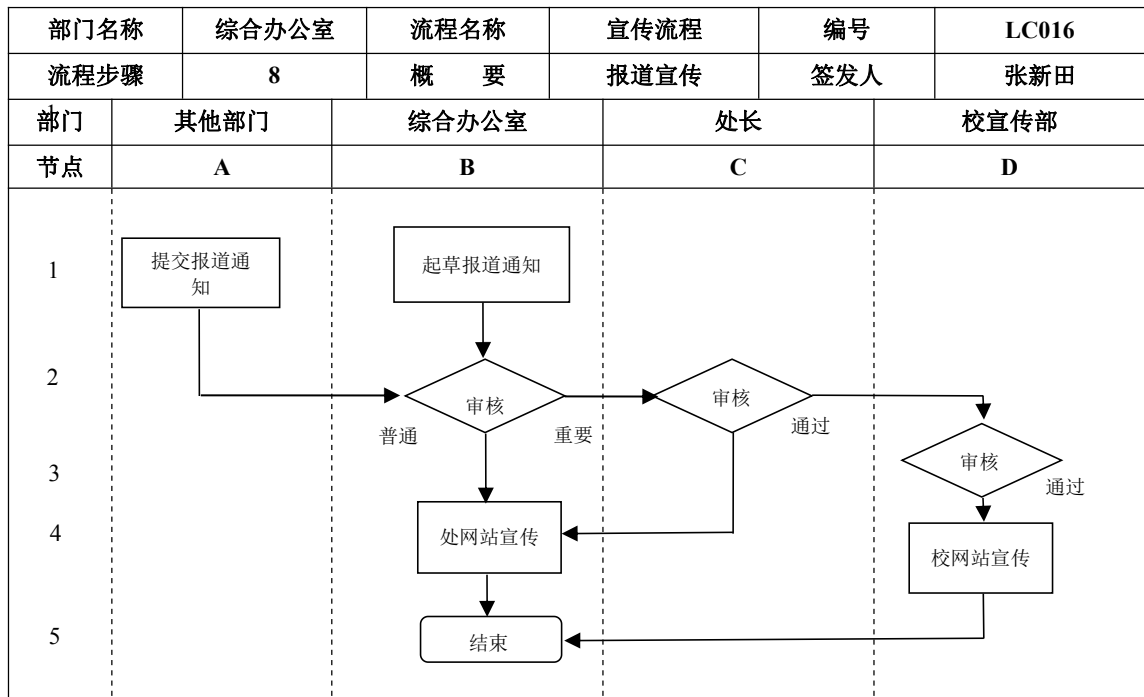 部门名称 综合办公室 流程名称 宣传流程 编号 LC016
流程步骤 8 概 要 报道宣传 签发人 张新田
1
部门 其他部门 综合办公室 处长 校宣传部
节点 A B C D
1
提交报道通
知
起草报道通知
2
审核
审核
普通
重要
通过
3
审核
通过
4
处网站宣传
校网站宣传
5
结束